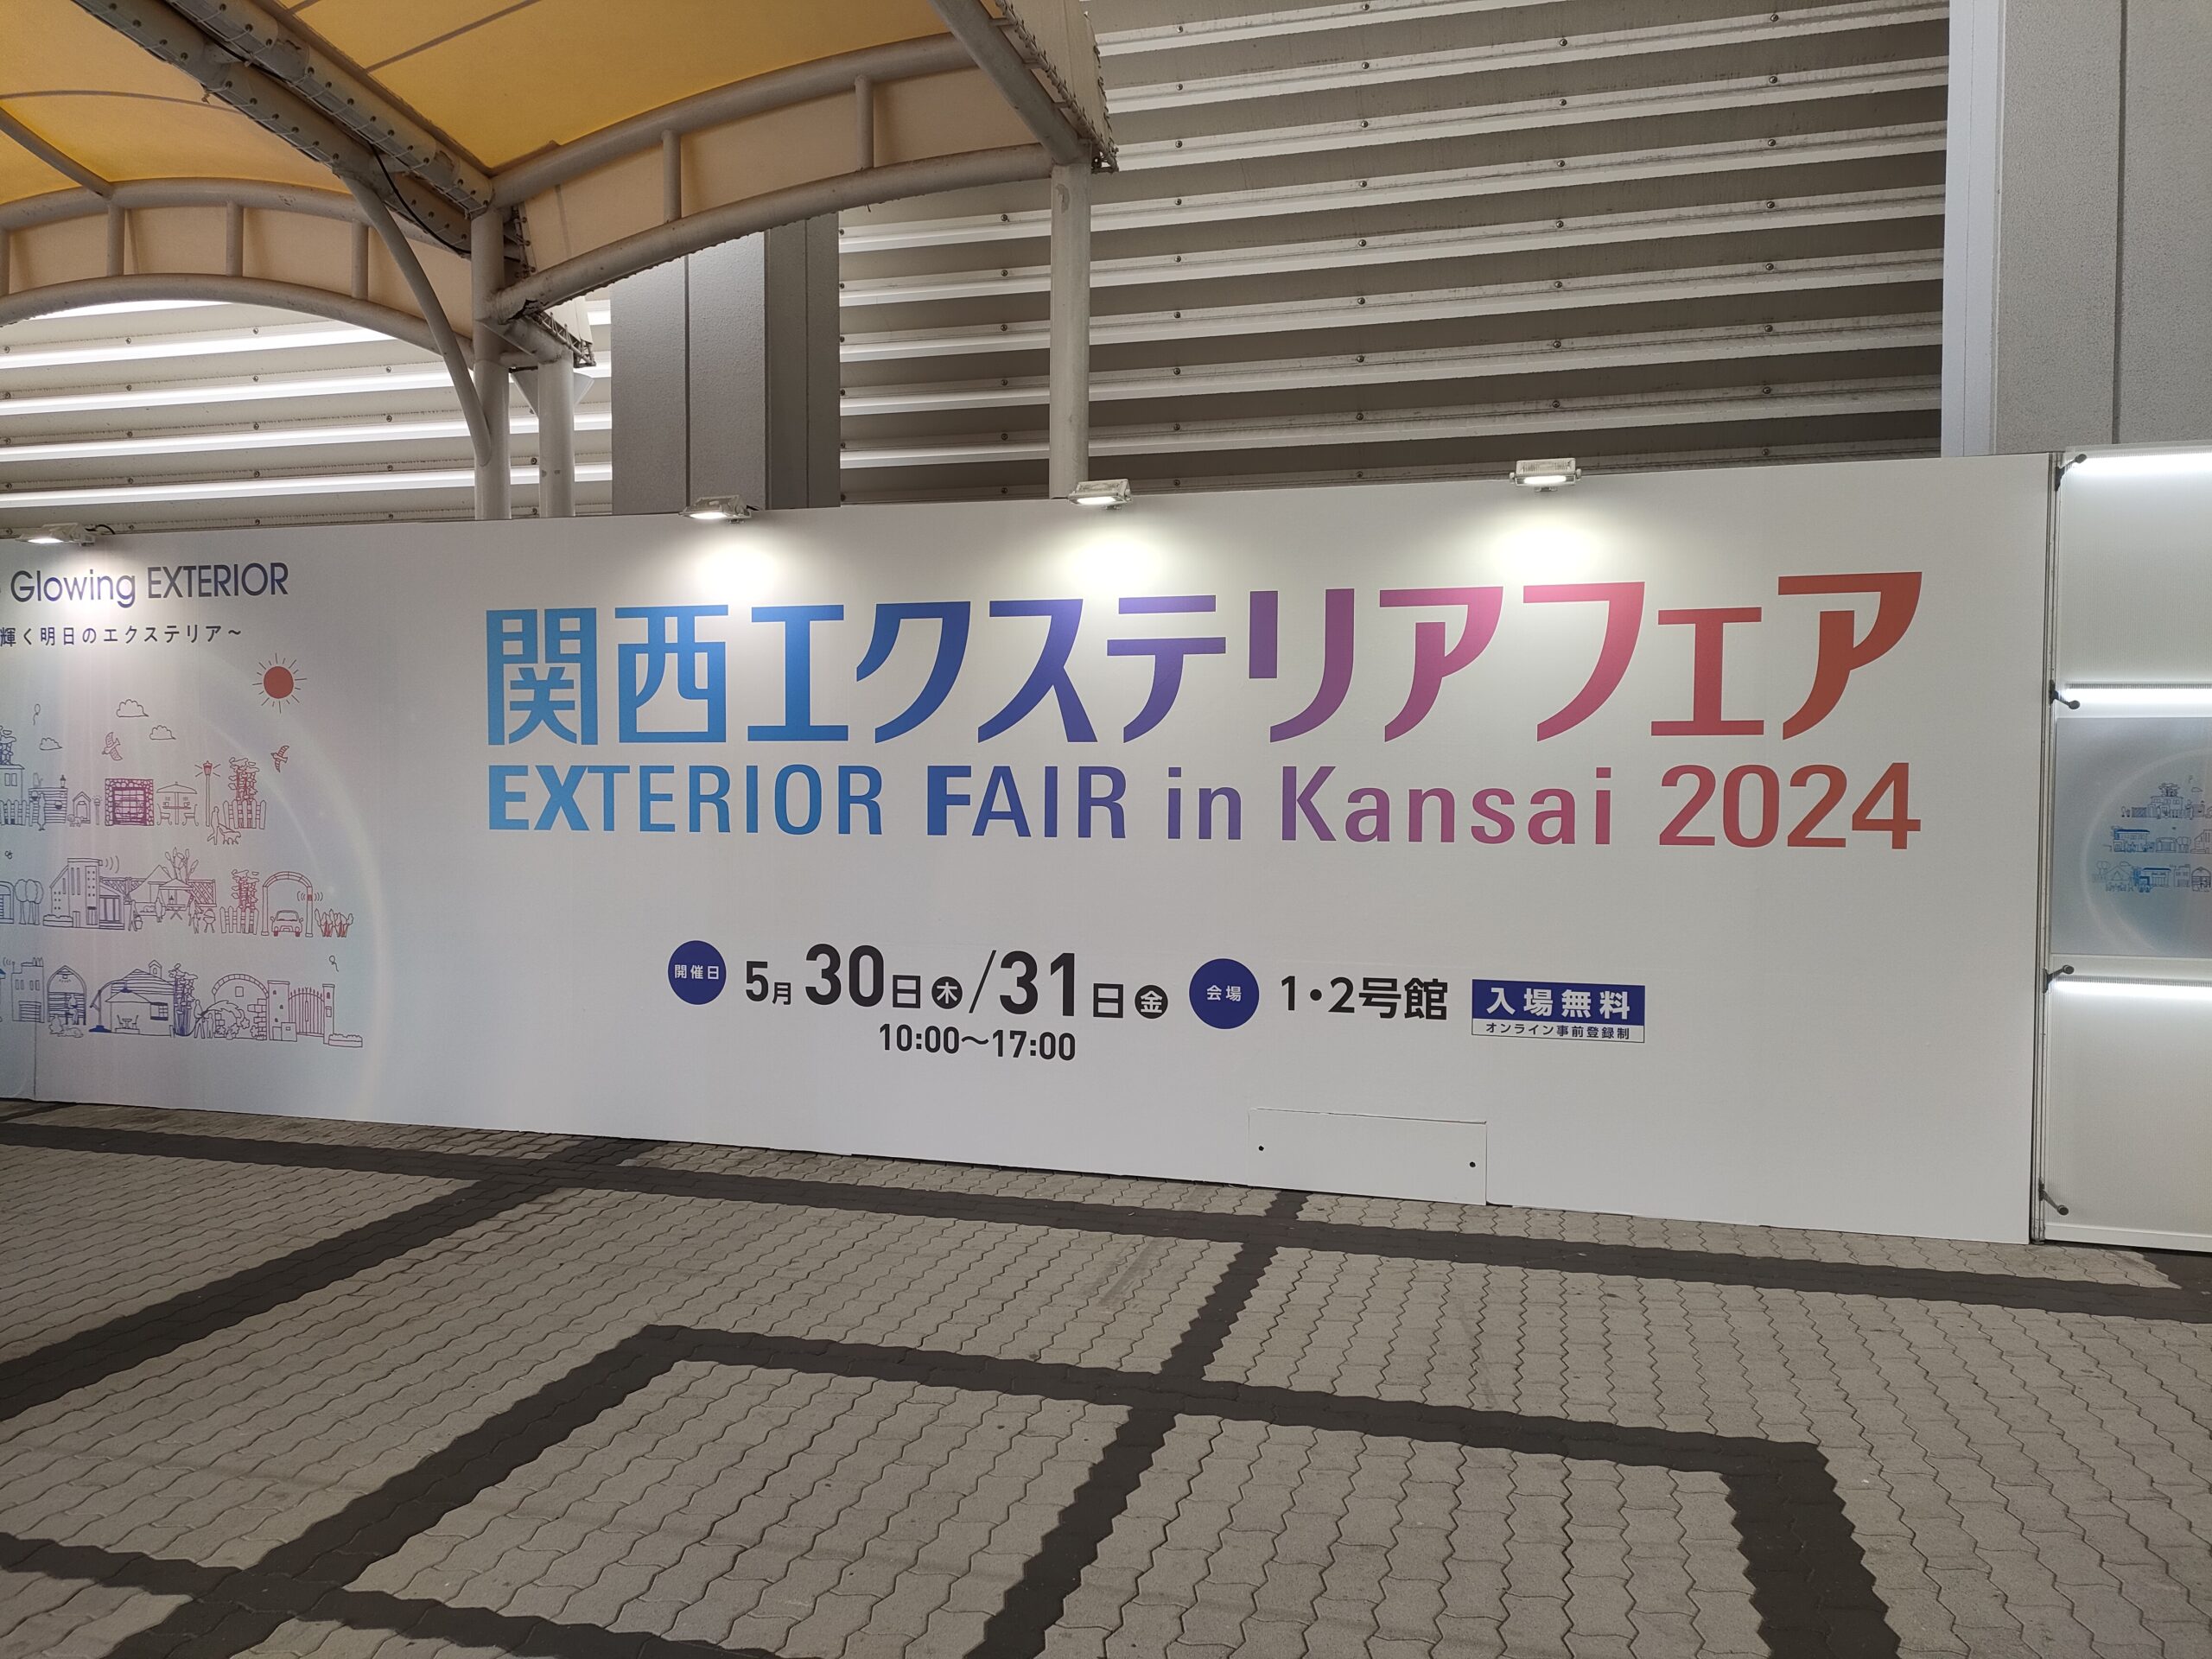 Glowing EXTERIOR
輝く明日のエクステリア～
関西エクステリアフェア
EXTERIOR FAIR in Kansai 2024
開催日 5月30日木/31日金 会場 1・2号館 入場無料
オンライン事前登録制
10:00～17:00